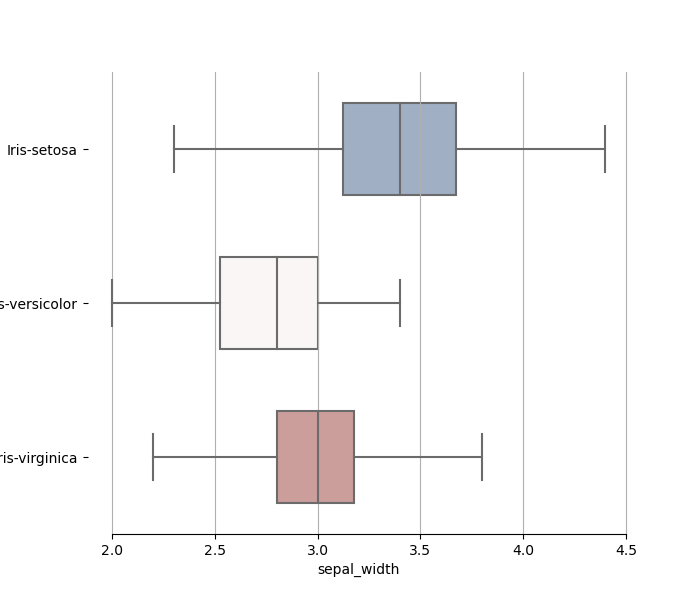 Iris-setosa
s-versicolor
ris-virginica
2.0 2.5 3.0 3.5 4.0 4.5
sepal_width